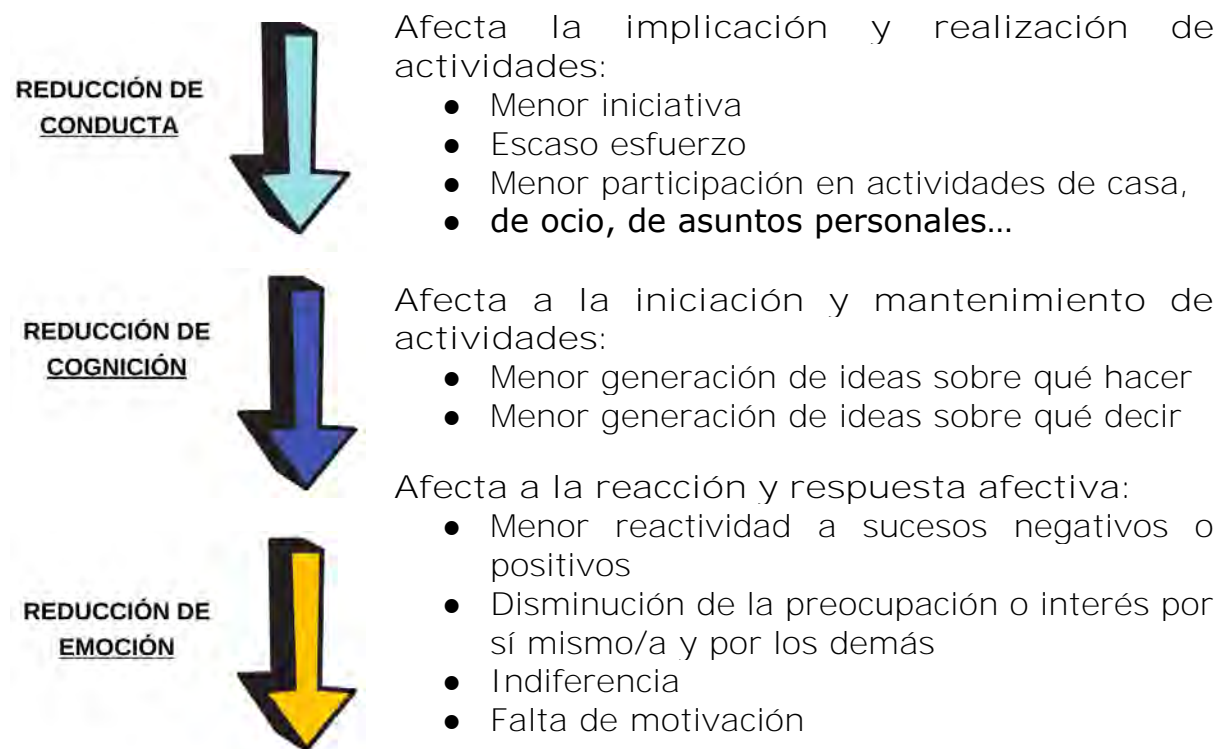 REDUCCIÓN DE
CONDUCTA
Afecta la implicación y realización de
actividades:
● Menor iniciativa
● Escaso esfuerzo
● Menor participación en actividades de casa,
● de ocio, de asuntos personales…
REDUCCIÓN DE
COGNICIÓN
Afecta a la iniciación y mantenimiento de
actividades:
● Menor generación de ideas sobre qué hacer
● Menor generación de ideas sobre qué decir
REDUCCIÓN DE
EMOCIÓN
Afecta a la reacción y respuesta afectiva:
● Menor reactividad a sucesos negativos o
positivos
● Disminución de la preocupación o interés por
sí mismo/a y por los demás
● Indiferencia
● Falta de motivación